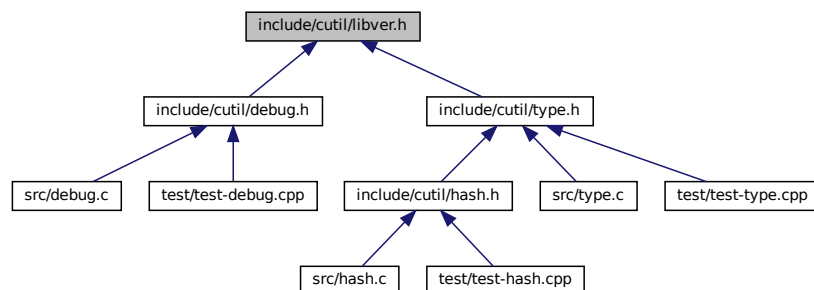 include/cutil/libver.h
include/cutil/debug.h
include/cutil/type.h
src/debug.c
test/test-debug.cpp
include/cutil/hash.h
src/type.c
test/test-type.cpp
src/hash.c
test/test-hash.cpp